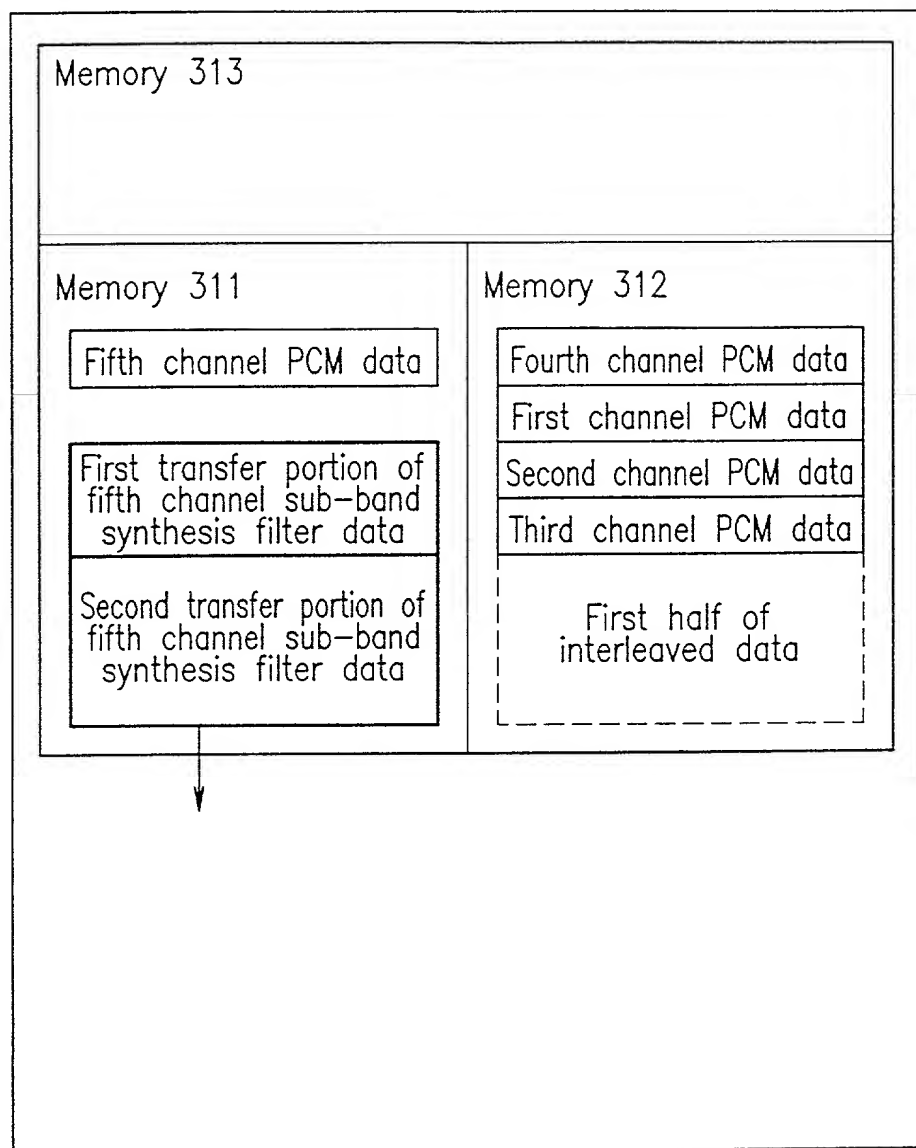 Memory 313
Memory 311
Fifth channel PCM data
First transfer portion of
fifth channel sub-band
synthesis filter data
Second transfer portion of
fifth channel sub-band
synthesis filter data
Memory 312
Fourth channel PCM data
First channel PCM data
Second channel PCM data
Third channel PCM data
First half of
interleaved data